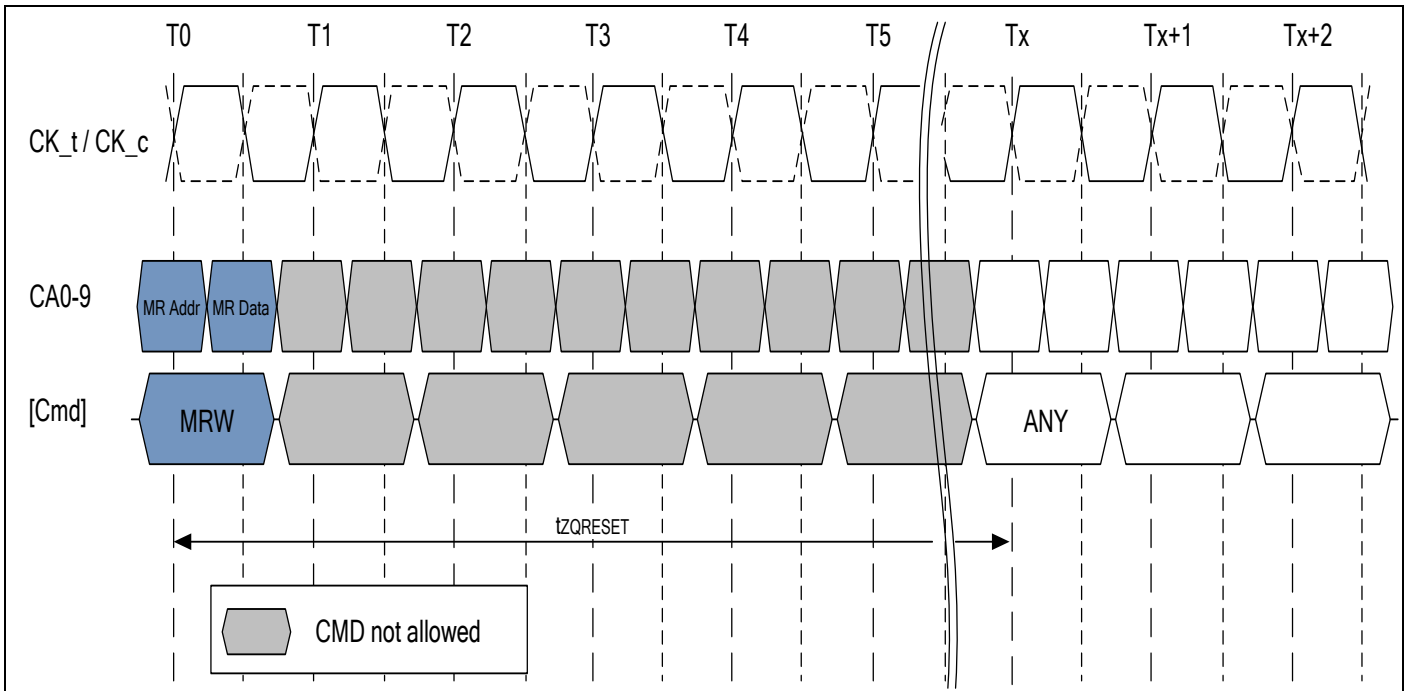 T0 T1 T2 T3 T4 T5 Tx Tx+1 Tx+2
CK_t / CK_c
CA0-9 MR Addr MR Data
[Cmd] MRW ANY
tZQRESET
CMD not allowed